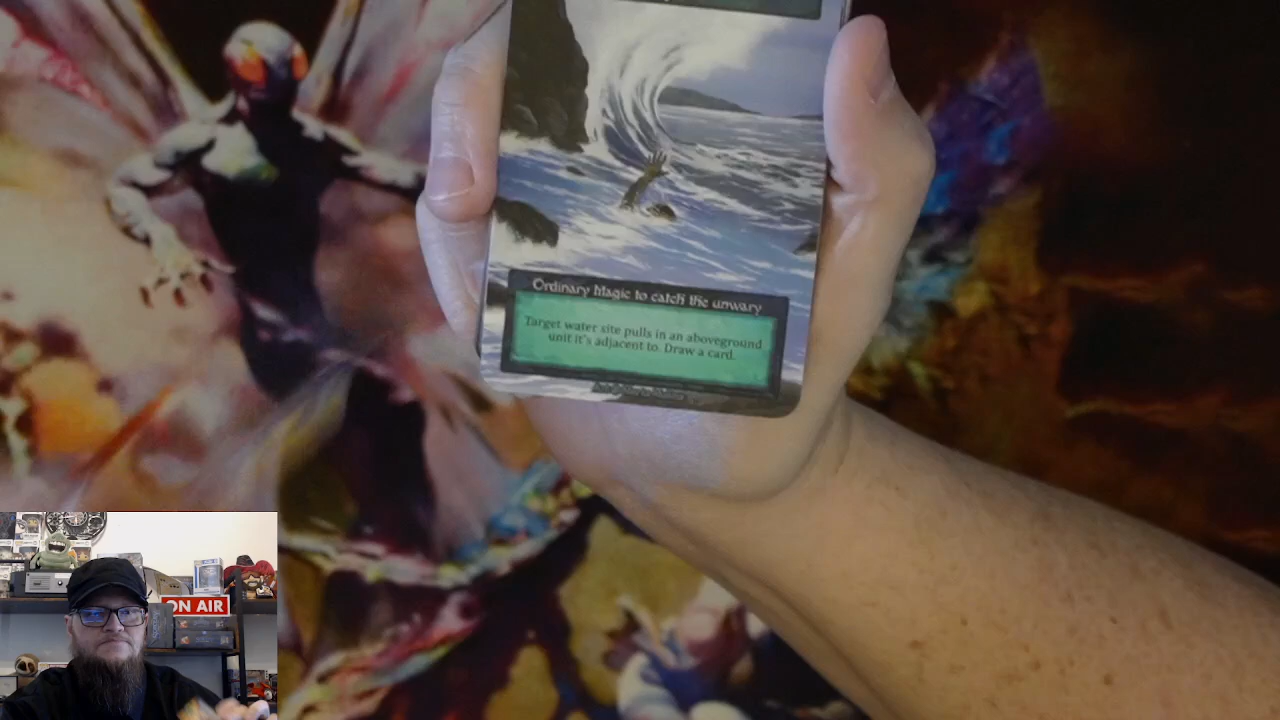 Ordinary Magic to catch the unwary
Target water site pulls in an aboveground
unit it's adjacent to. Draw a card.
ON AIR